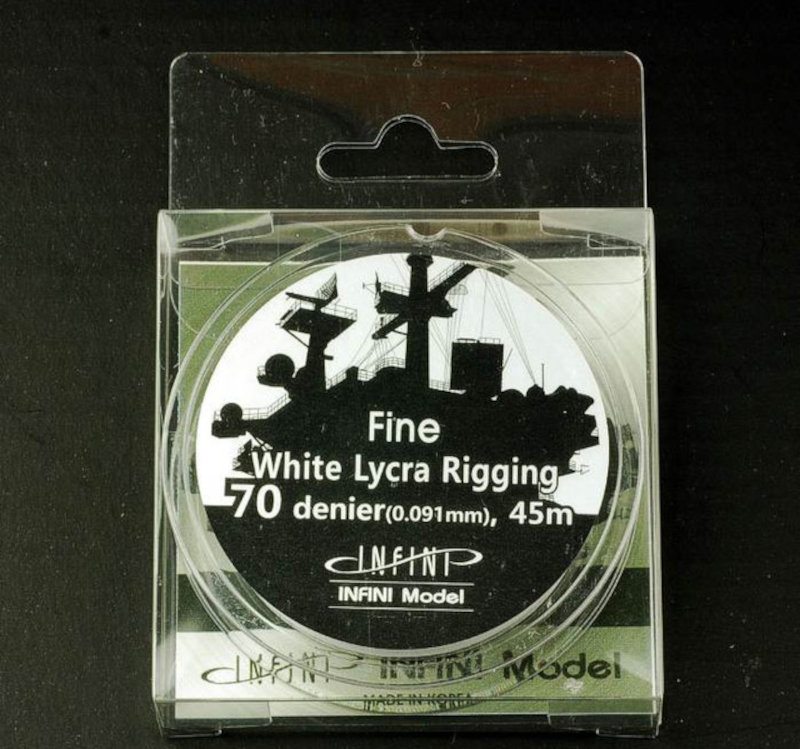 Fine
White Lycra Rigging
70 denier(0.091mm), 45m
INFINI
INFINI Model
INFINI INFINI Model
MADE IN KOREA